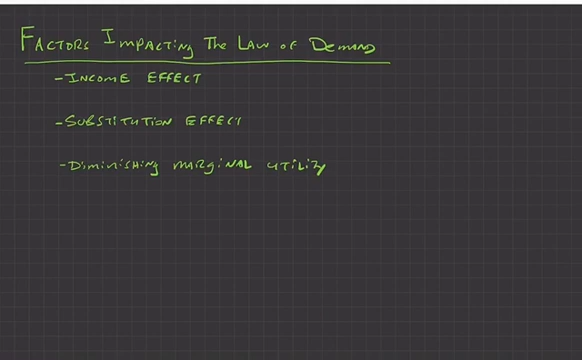 Factors Impacting The Law of Demand
- Income Effect
- Substitution Effect
- Diminishing marginal utility